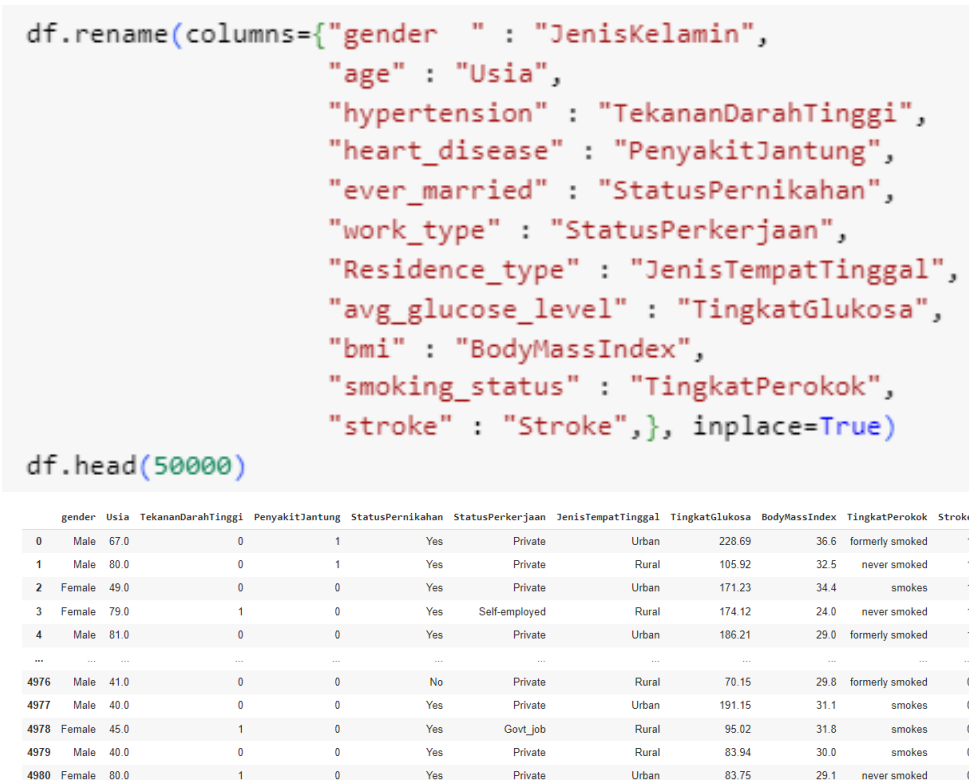 df.rename(columns={"gender  " : "JenisKelamin",
"age" : "Usia",
"hypertension" : "TekananDarahTinggi",
"heart_disease" : "PenyakitJantung",
"ever_married" : "StatusPernikahan",
"work_type" : "StatusPerkerjaan",
"Residence_type" : "JenisTempatTinggal",
"avg_glucose_level" : "TingkatGlukosa",
"bmi" : "BodyMassIndex",
"smoking_status" : "TingkatPerokok",
"stroke" : "Stroke",}, inplace=True)
df.head(50000)
gender Usia TekananDarahTinggi PenyakitJantung StatusPernikahan StatusPerkerjaan JenisTempatTinggal TingkatGlukosa BodyMassIndex TingkatPerokok Stroke
0 Male 67.0 0 1 Yes Private Urban 228.69 36.6 formerly smoked
1 Male 80.0 0 1 Yes Private Rural 105.92 32.5 never smoked
2 Female 49.0 0 0 Yes Private Urban 171.23 34.4 smokes
3 Female 79.0 1 0 Yes Self-employed Rural 174.12 24.0 never smoked
4 Male 81.0 0 0 Yes Private Urban 186.21 29.0 formerly smoked
... ... ... ... ... ... ... ... ... ... ... ...
4976 Male 41.0 0 0 No Private Rural 70.15 29.8 formerly smoked
4977 Male 40.0 0 0 Yes Private Urban 191.15 31.1 smokes
4978 Female 45.0 1 0 Yes Govt_job Rural 95.02 31.8 smokes
4979 Male 40.0 0 0 Yes Private Rural 83.94 30.0 smokes
4980 Female 80.0 1 0 Yes Private Urban 83.75 29.1 never smoked